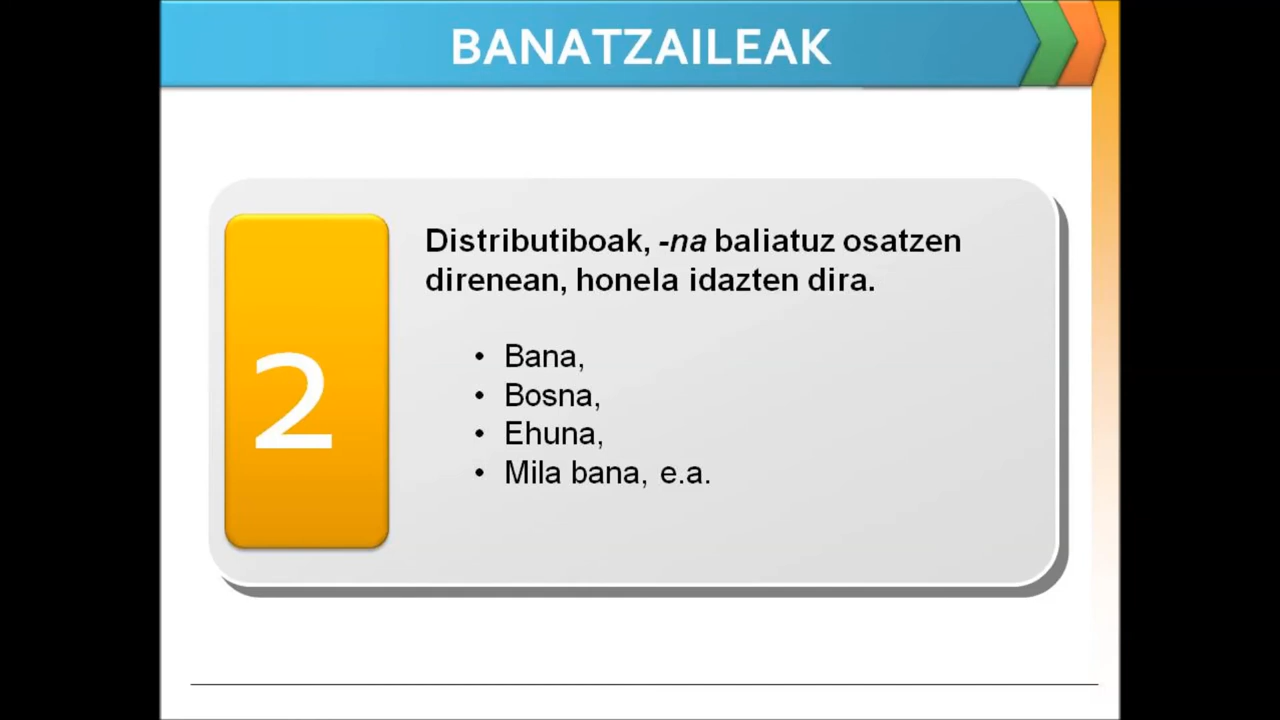 BANATZAILEAK
2
Distributiboak, -na baliatuz osatzen
direnean, honela idazten dira.
• Bana,
• Bosna,
• Ehuna,
• Mila bana, e.a.